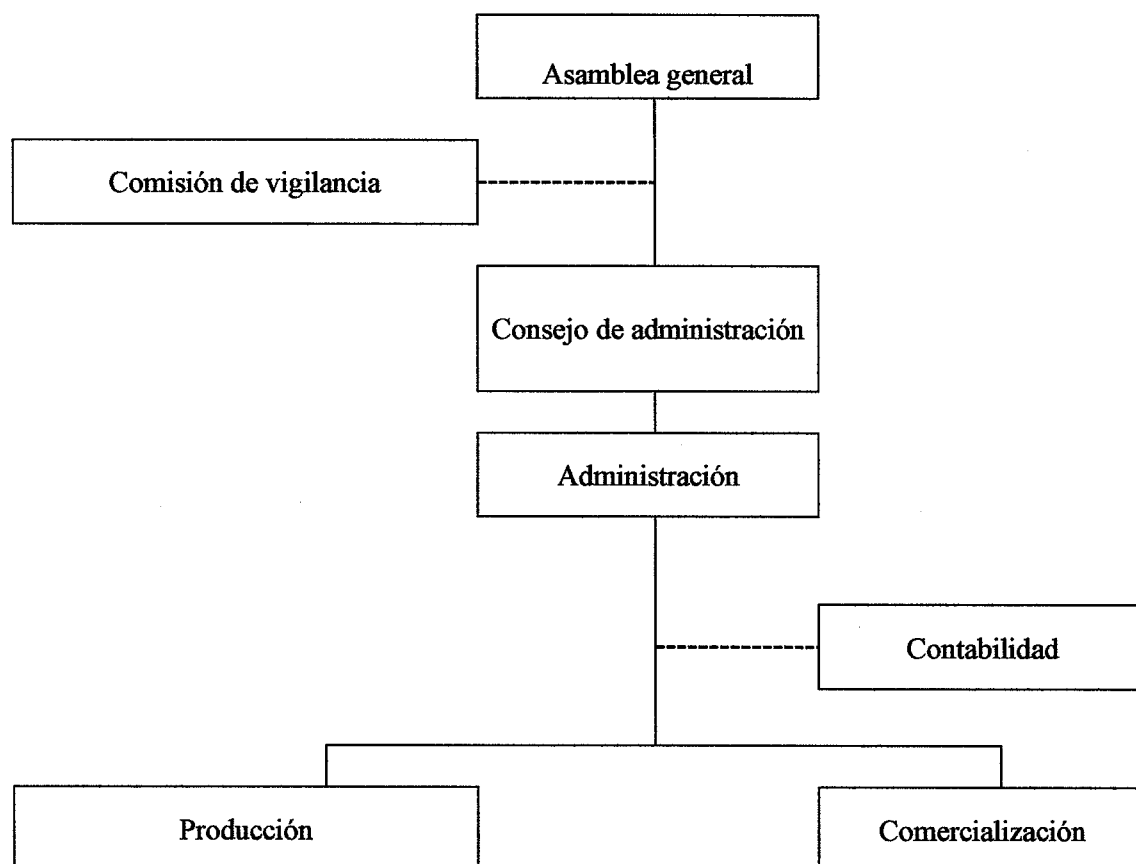 Asamblea general
Comisión de vigilancia
Consejo de administración
Administración
Contabilidad
Producción
Comercialización